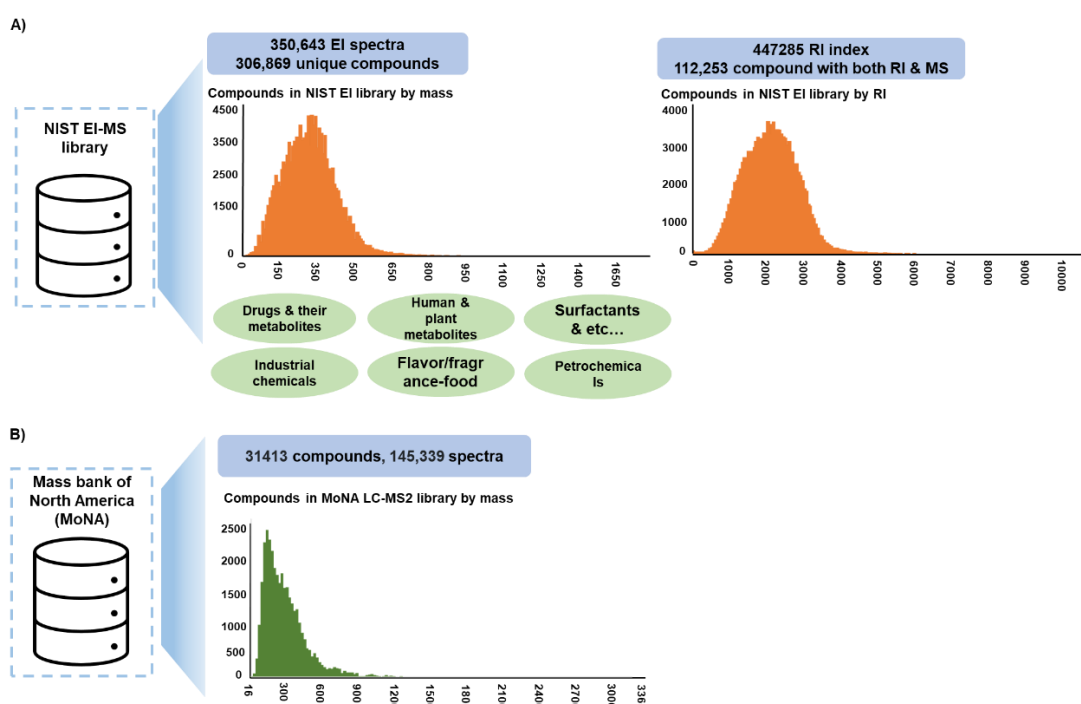 A)
350,643 EI spectra
306,869 unique compounds
447285 RI index
112,253 compound with both RI & MS
NIST EI-MS
library
Compounds in NIST EI library by mass
4500
3500
2500
1500
0
0
150
350
500
650
800
950
1100
1250
1400
1650
Compounds in NIST EI library by RI
4000
3000
2000
1000
0
0
1000
2000
3000
4000
5000
6000
7000
8000
9000
10000
Drugs & their
metabolites
Human &
plant
metabolites
Surfactants
& etc...
Industrial
chemicals
Flavor/fragr
ance-food
Petrochemica
ls
B)
Mass bank of
North America
(MoNA)
31413 compounds, 145,339 spectra
Compounds in MoNA LC-MS2 library by mass
2500
2000
1500
1000
500
0
16
300
600
900
120
150
180
210
240
270
3000
336